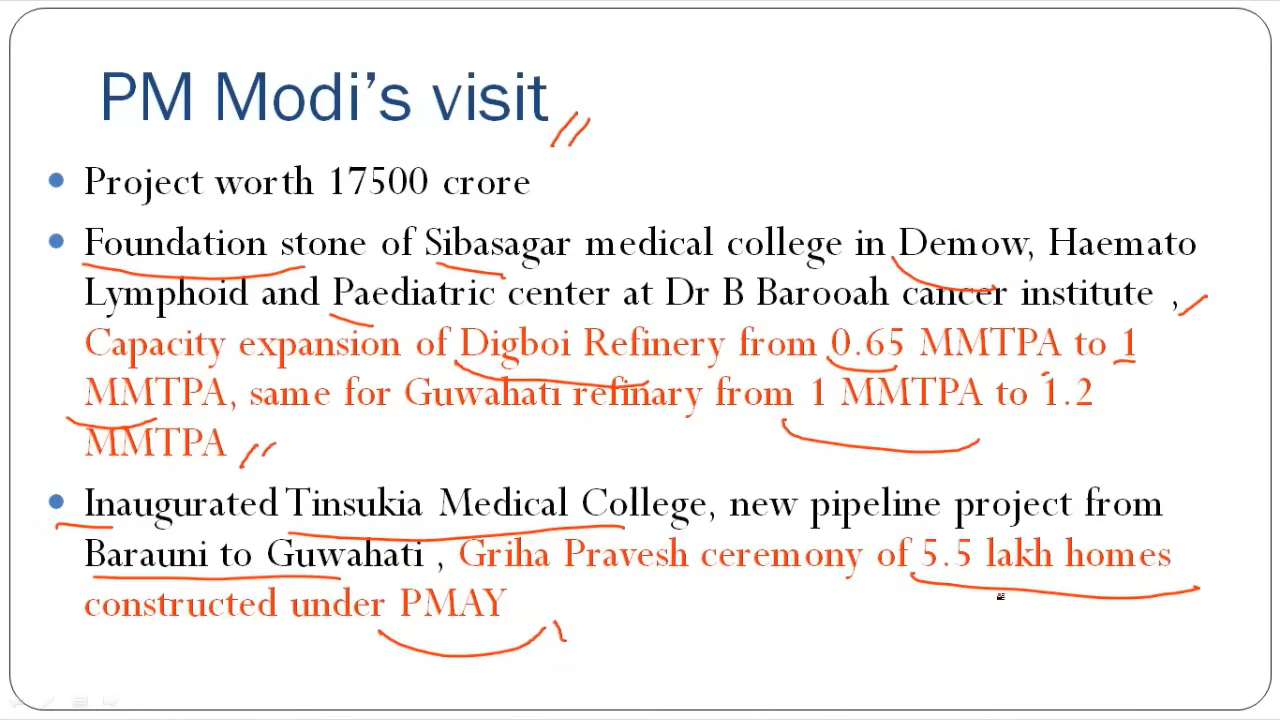 PM Modi’s visit
Project worth 17500 crore
Foundation stone of Sibasagar medical college in Demow, Haemato
Lymphoid and Paediatric center at Dr B Barooah cancer institute ,
Capacity expansion of Digboi Refinery from 0.65 MMTPA to 1
MMTPA, same for Guwahati refinary from 1 MMTPA to 1.2
MMTPA
Inaugurated Tinsukia Medical College, new pipeline project from
Barauni to Guwahati , Griha Pravesh ceremony of 5.5 lakh homes
constructed under PMAY